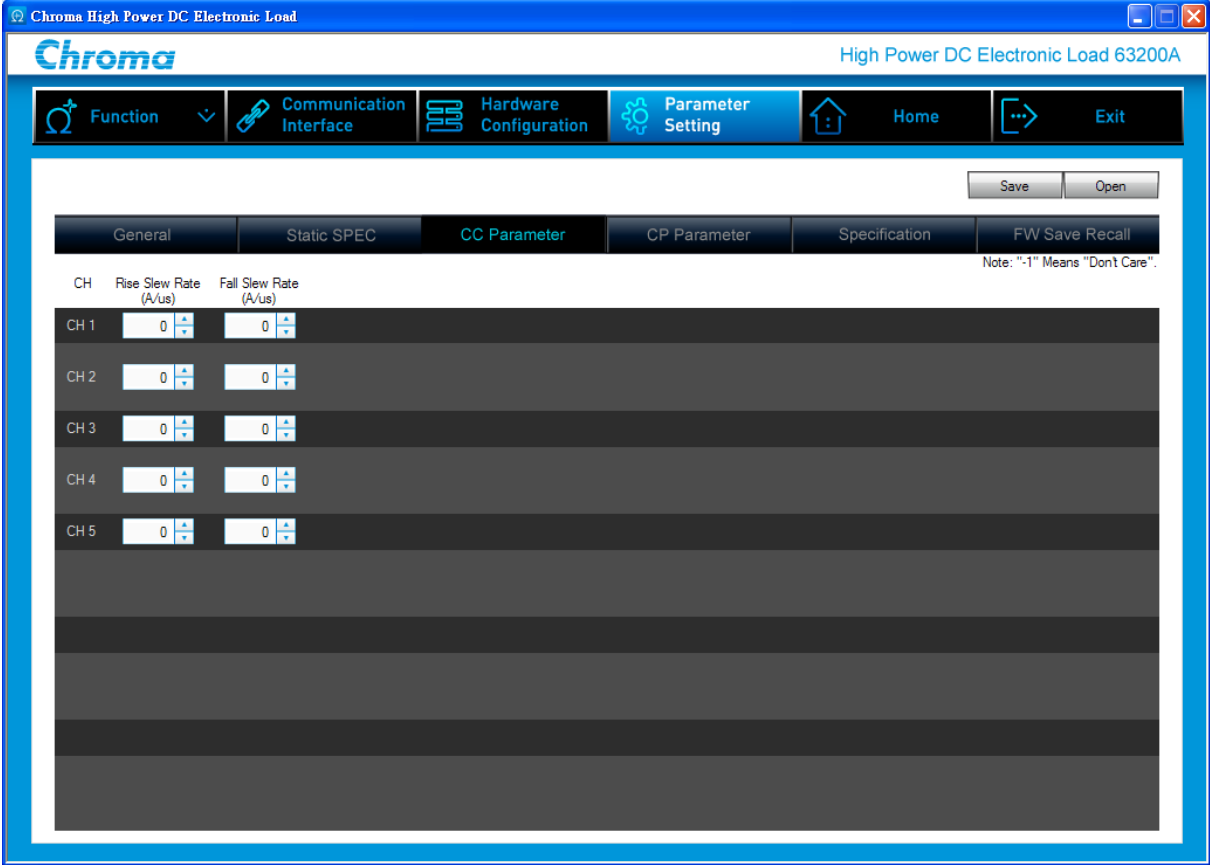 Chroma High Power DC Electronic Load
Chroma
High Power DC Electronic Load 63200A
Function
Communication
Interface
Hardware
Configuration
Parameter
Setting
Home
Exit
Save
Open
General
Static SPEC
CC Parameter
CP Parameter
Specification
FW Save Recall
Note: "-1" Means "Don't Care".
CH
Rise Slew Rate
(A/us)
Fall Slew Rate
(A/us)
CH 1 0 0
CH 2 0 0
CH 3 0 0
CH 4 0 0
CH 5 0 0